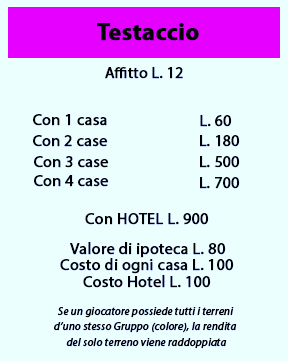 Testaccio
Affitto L. 12
Con 1 casa L. 60
Con 2 case L. 180
Con 3 case L. 500
Con 4 case L. 700
Con HOTEL L. 900
Valore di ipoteca L. 80
Costo di ogni casa L. 100
Costo Hotel L. 100
Se un giocatore possiede tutti i terreni
d'uno stesso Gruppo (colore), la rendita
del solo terreno viene raddoppiata